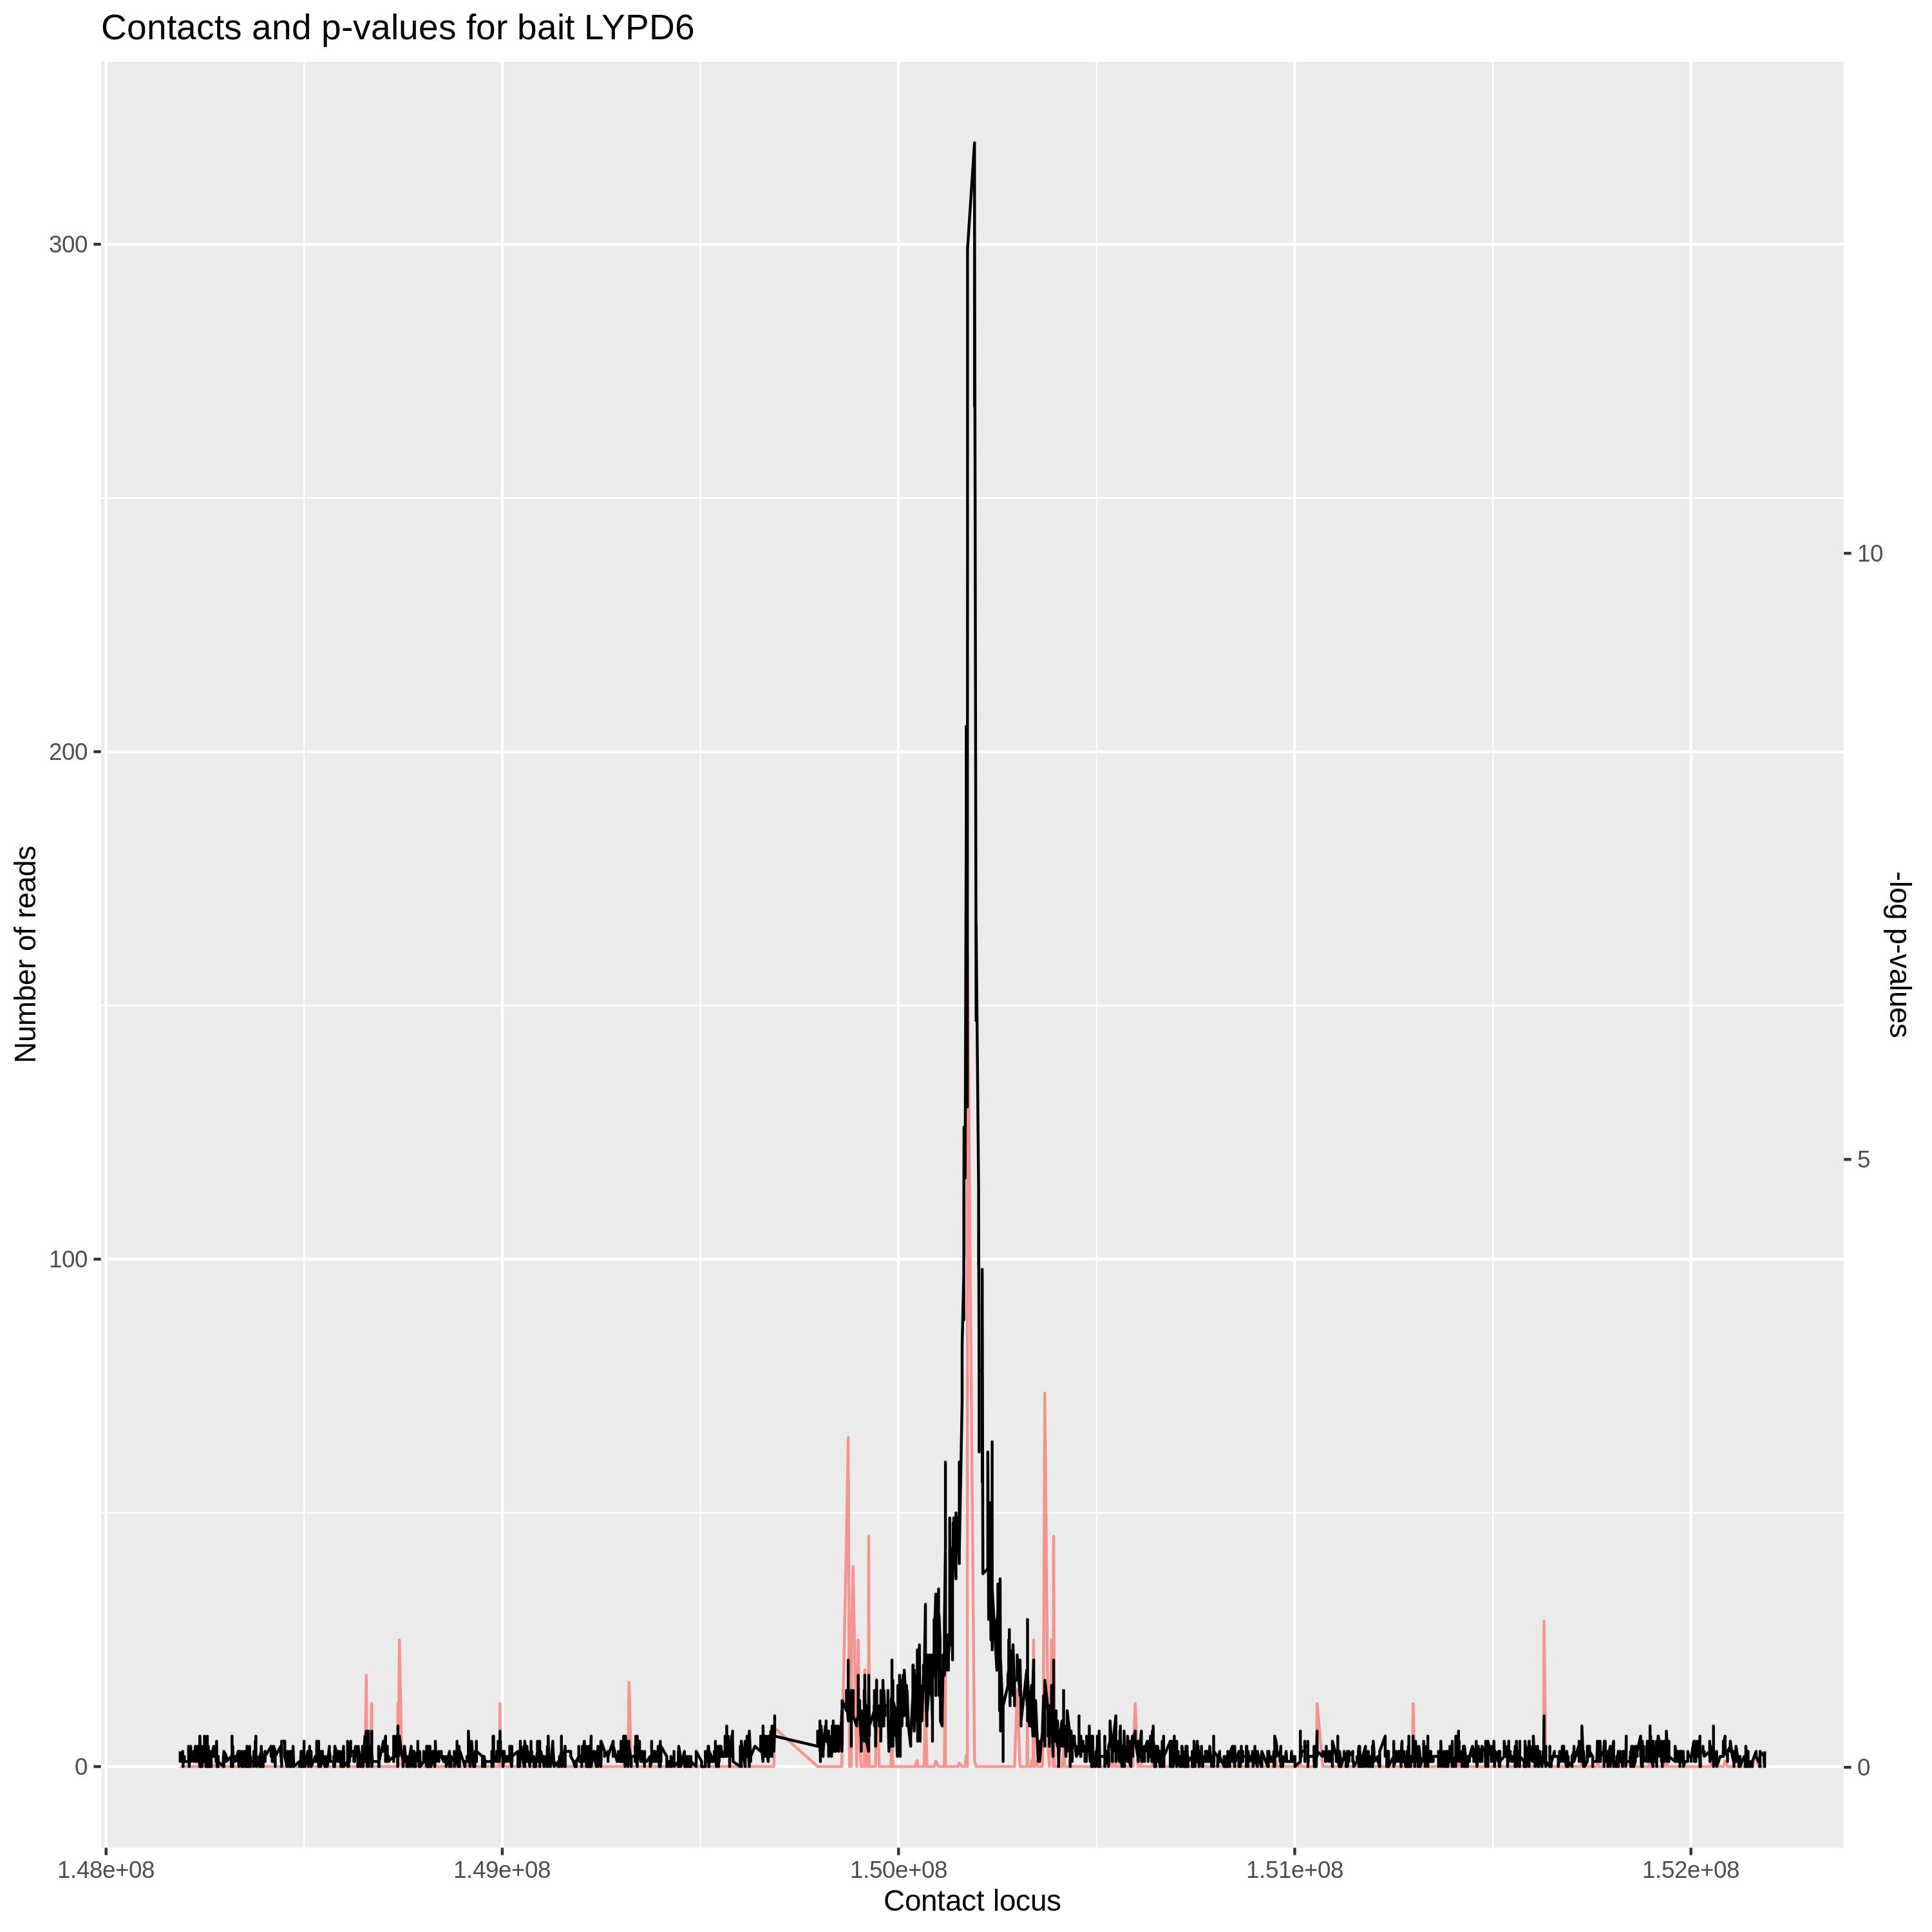 Contacts and p-values for bait LYPD6
Number of reads
300
200
100
0
-log p-values
10
5
0
1.48e+08 1.49e+08 1.50e+08 1.51e+08 1.52e+08
Contact locus